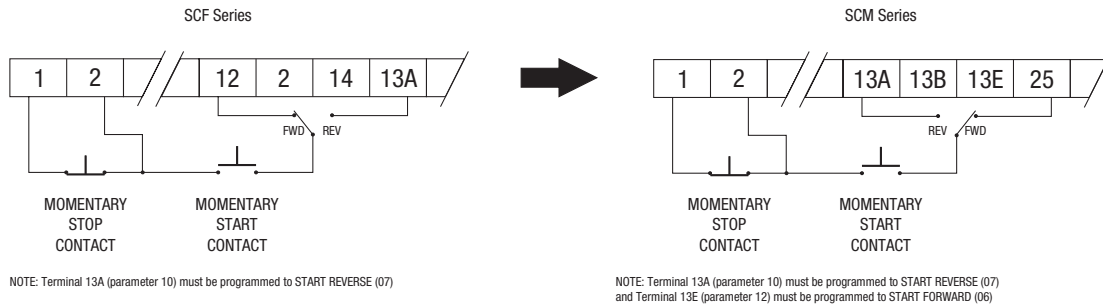 SCF Series
1 2 12 2 14 13A
FWD REV
MOMENTARY
STOP
CONTACT
MOMENTARY
START
CONTACT
NOTE: Terminal 13A (parameter 10) must be programmed to START REVERSE (07)
SCM Series
1 2 13A 13B 13E 25
REV FWD
MOMENTARY
STOP
CONTACT
MOMENTARY
START
CONTACT
NOTE: Terminal 13A (parameter 10) must be programmed to START REVERSE (07)
and Terminal 13E (parameter 12) must be programmed to START FORWARD (06)